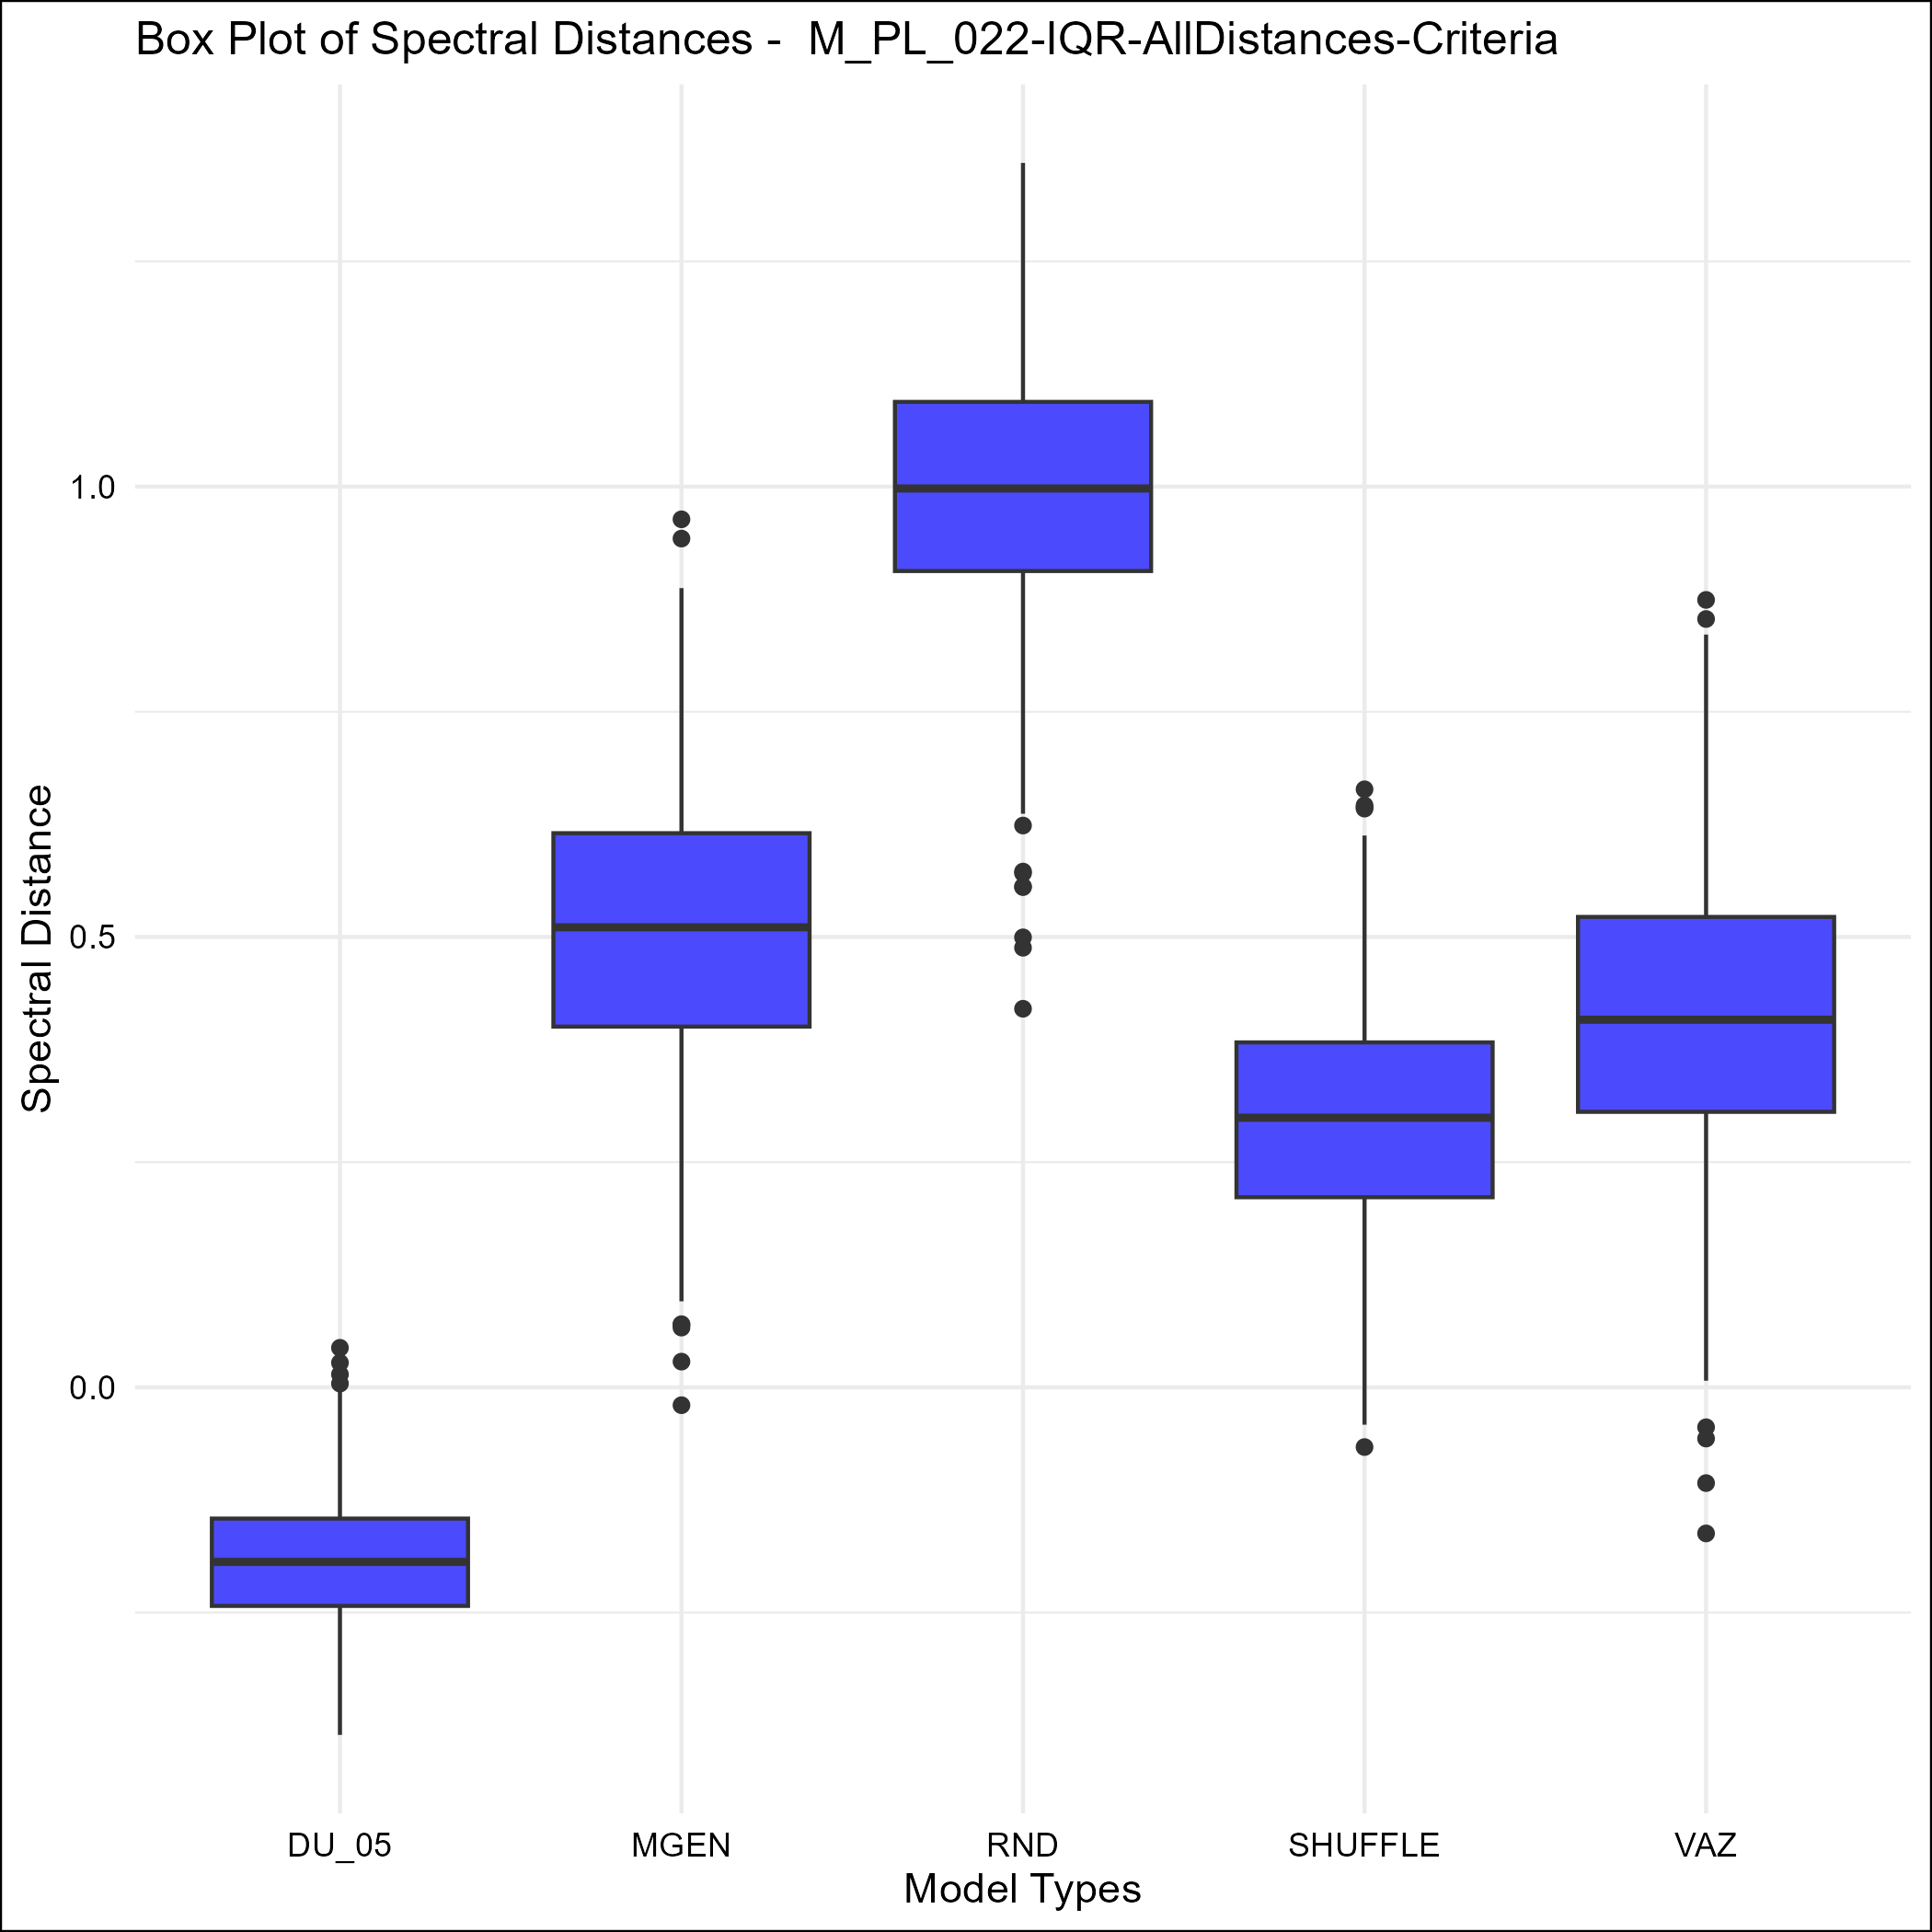 Box Plot of Spectral Distances -  M_PL_022-IQR-AllDistances-Criteria
Spectral Distance
1.0
0.5
0.0
DU_05 MGEN RND SHUFFLE VAZ
Model Types